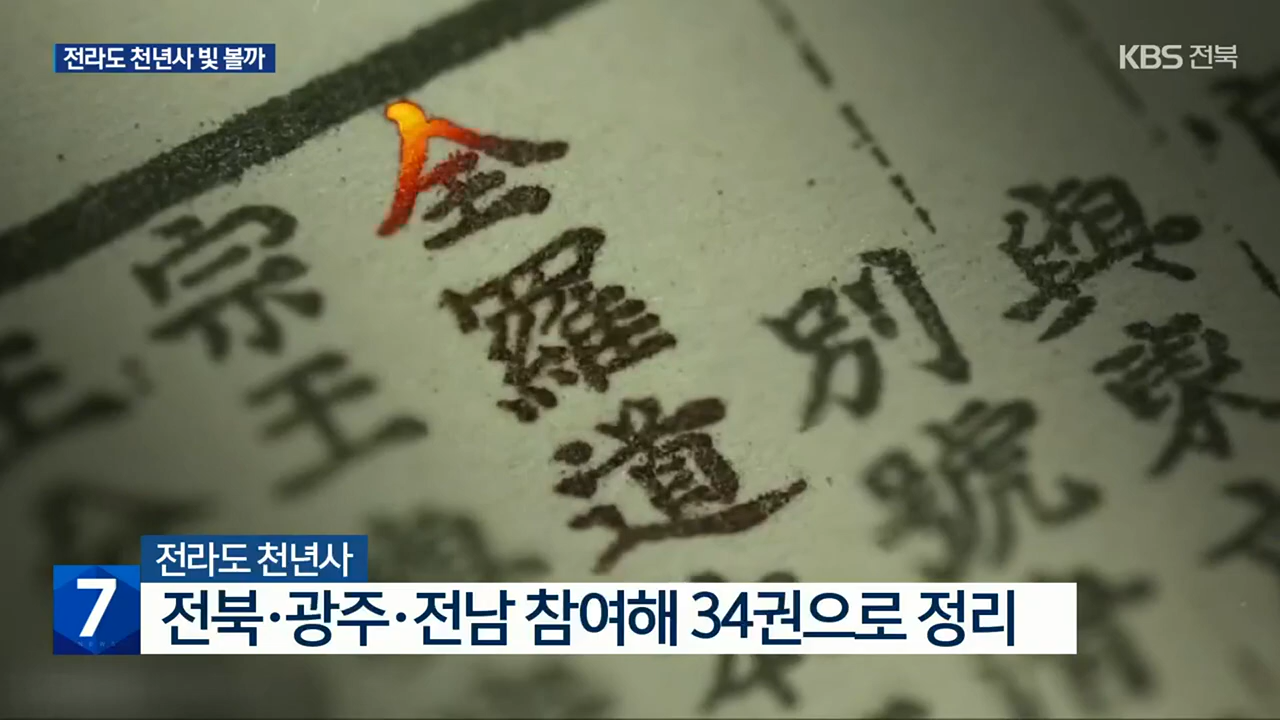 전라도 천년사 빛 볼까
KBS 전북
全羅道
宗王
別號
전라도 천년사
7
NEWS
전북·광주·전남 참여해 34권으로 정리